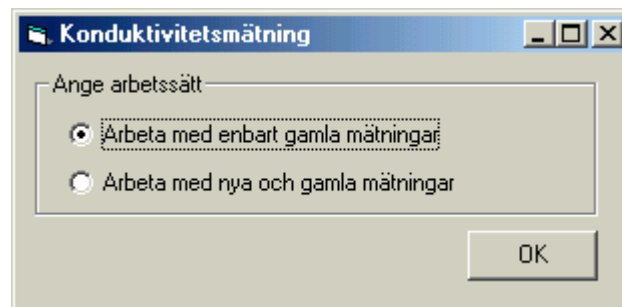 Konduktivitetsmätning
Ange arbetssätt
Arbeta med enbart gamla mätningar
Arbeta med nya och gamla mätningar
OK